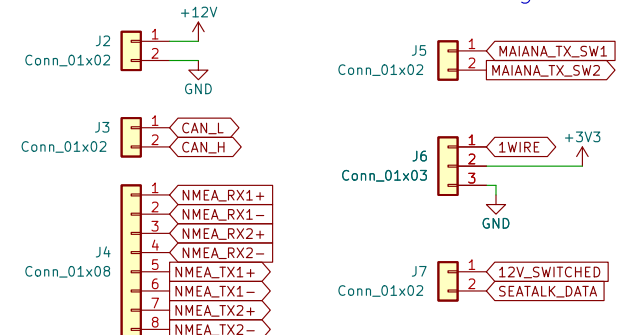 +12V
J2
Conn_01x02
1
2
GND
J3
Conn_01x02
1
2
CAN_L
CAN_H
J4
Conn_01x08
1
2
3
4
5
6
7
8
NMEA_RX1+
NMEA_RX1-
NMEA_RX2+
NMEA_RX2-
NMEA_TX1+
NMEA_TX1-
NMEA_TX2+
NMEA_TX2-
J5
Conn_01x02
1
2
MAIANA_TX_SW1
MAIANA_TX_SW2
J6
Conn_01x03
1
2
3
1WIRE
+3V3
GND
J7
Conn_01x02
1
2
12V_SWITCHED
SEATALK_DATA